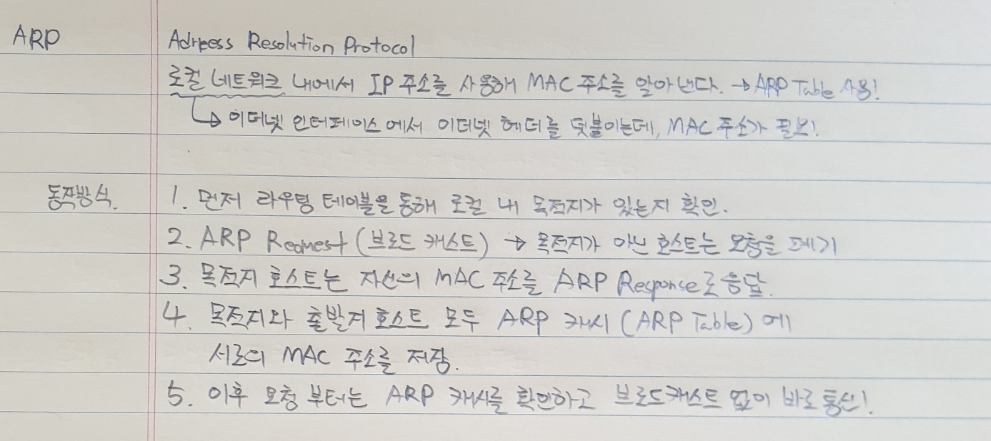 ARP Adrress Resolution Protocol
로컬 네트워크 내에서 IP 주소를 사용해 MAC 주소를 알아낸다. → ARP Table 사용!
↳ 이더넷 인터페이스에서 이더넷 헤더를 덧붙이는데, MAC 주소가 필요!
동작방식. 1. 먼저 라우팅 테이블을 통해 로컬 내 목적지가 있는지 확인.
2. ARP Request (브로드 캐스트) → 목적지가 아닌 호스트는 요청을 폐기
3. 목적지 호스트는 자신의 MAC 주소를 ARP Response로 응답.
4. 목적지와 출발지 호스트 모두 ARP 캐시 (ARP Table) 에
서로의 MAC 주소를 저장.
5. 이후 요청 부터는 ARP 캐시를 확인하고 브로드캐스트 없이 바로 통신!